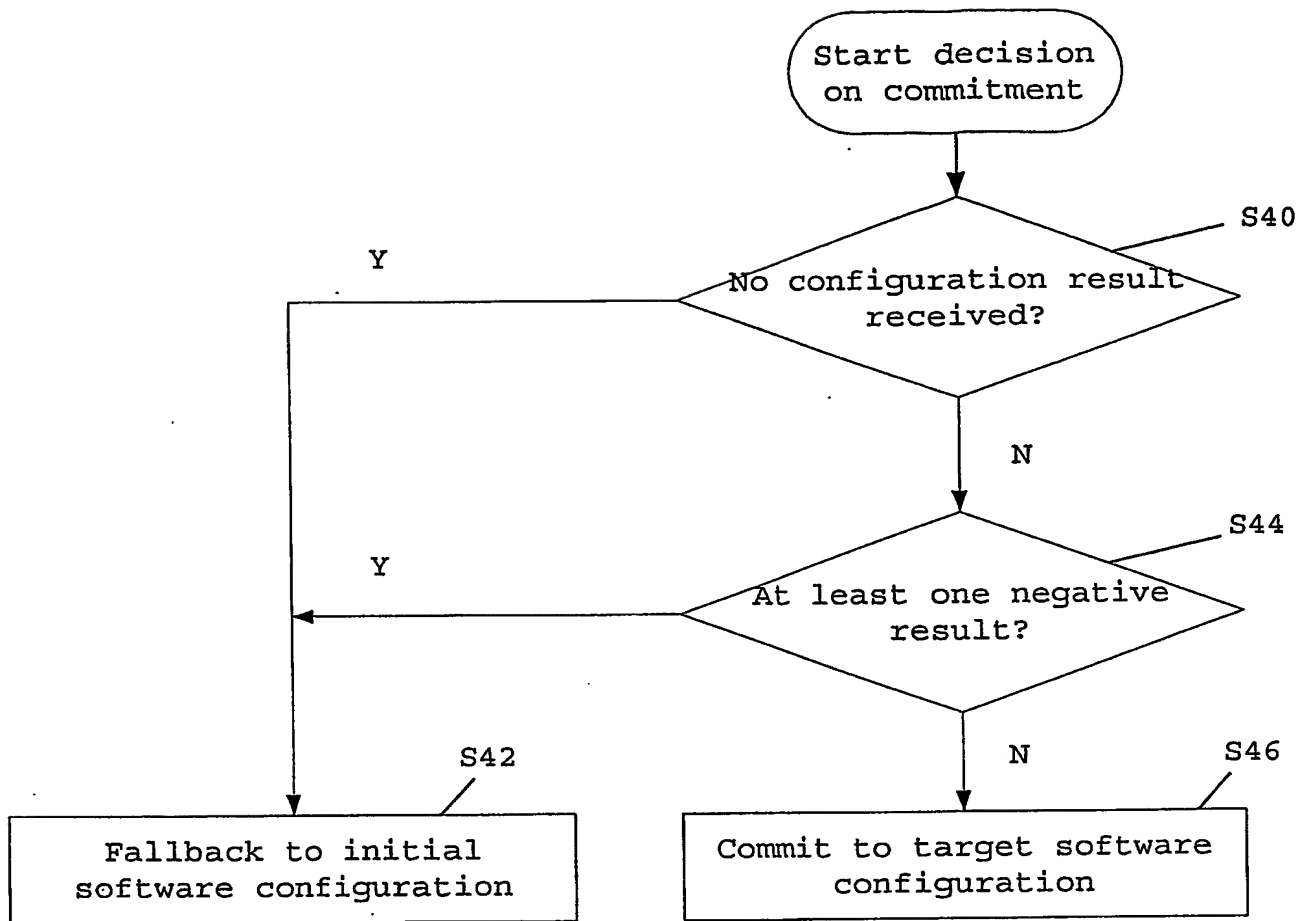 Start decision
on commitment
S40
Y
No configuration result
received?
N
S44
Y
At least one negative
result?
S42
N
S46
Fallback to initial
software configuration
Commit to target software
configuration